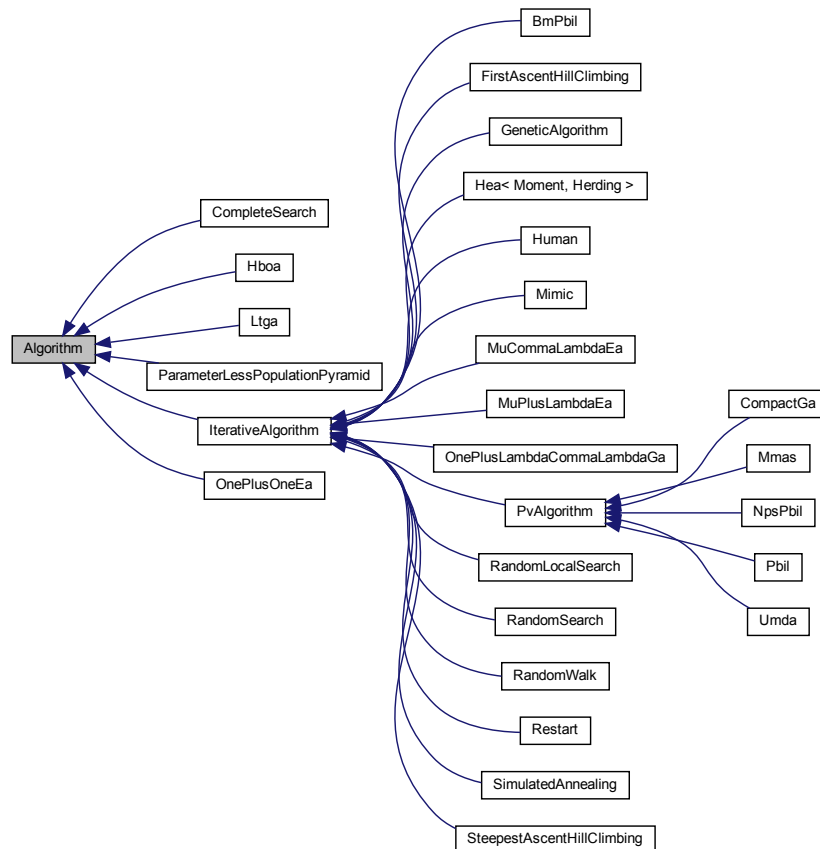 BmPbil
FirstAscentHillClimbing
GeneticAlgorithm
Hea< Moment, Herding >
CompleteSearch
Human
Hboa
Mimic
Ltga
Algorithm
MuCommaLambdaEa
ParameterLessPopulationPyramid
MuPlusLambdaEa
CompactGa
IterativeAlgorithm
OnePlusLambdaCommaLambdaGa
Mmas
OnePlusOneEa
PvAlgorithm
NpsPbil
RandomLocalSearch
Pbil
RandomSearch
Umda
RandomWalk
Restart
SimulatedAnnealing
SteepestAscentHillClimbing